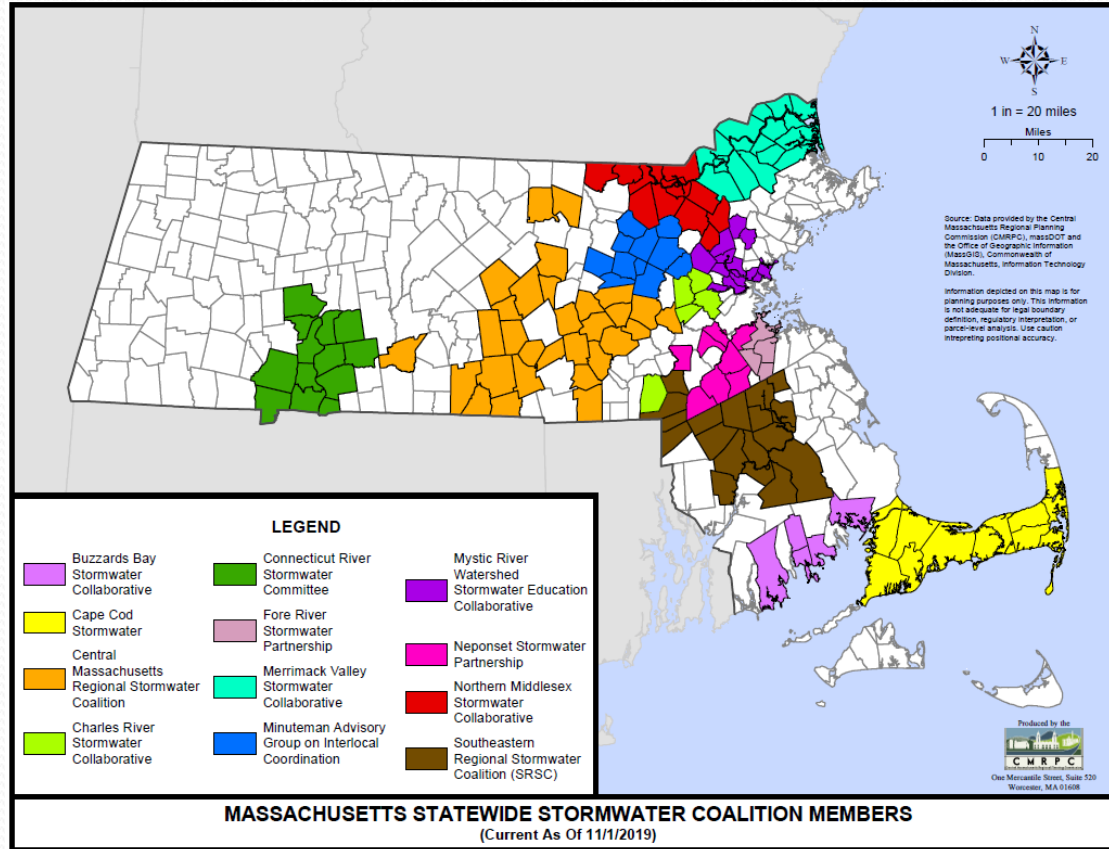 N
W E
S
1 in = 20 miles
Miles
0 10 20
Source: Data provided by the Central
Massachusetts Regional Planning
Commission (CMRPC), massDOT and
the Office of Geographic Information
(MassGIS), Commonwealth of
Massachusetts, Information Technology
Division.
Information depicted on this map is for
planning purposes only. This information
is not adequate for legal boundary
definition, regulatory interpretation, or
parcel-level analysis. Use caution
intrepreting positional accuracy.
LEGEND
Buzzards Bay
Stormwater
Collaborative
Cape Cod
Stormwater
Central
Massachusetts
Regional Stormwater
Coalition
Charles River
Stormwater
Collaborative
Connecticut River
Stormwater
Committee
Fore River
Stormwater
Partnership
Merrimack Valley
Stormwater
Collaborative
Minuteman Advisory
Group on Interlocal
Coordination
Mystic River
Watershed
Stormwater Education
Collaborative
Neponset Stormwater
Partnership
Northern Middlesex
Stormwater
Collaborative
Southeastern
Regional Stormwater
Coalition (SRSC)
Produced by the
CMRPC
One Mercantile Street, Suite 520
Worcester, MA 01608
MASSACHUSETTS STATEWIDE STORMWATER COALITION MEMBERS
(Current As Of 11/1/2019)